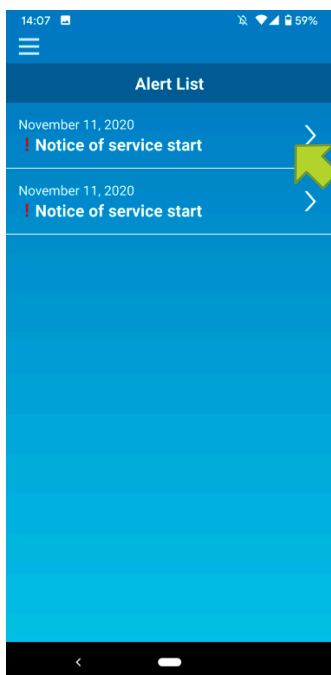 14:07 59%
Alert List
November 11, 2020
! Notice of service start
November 11, 2020
! Notice of service start